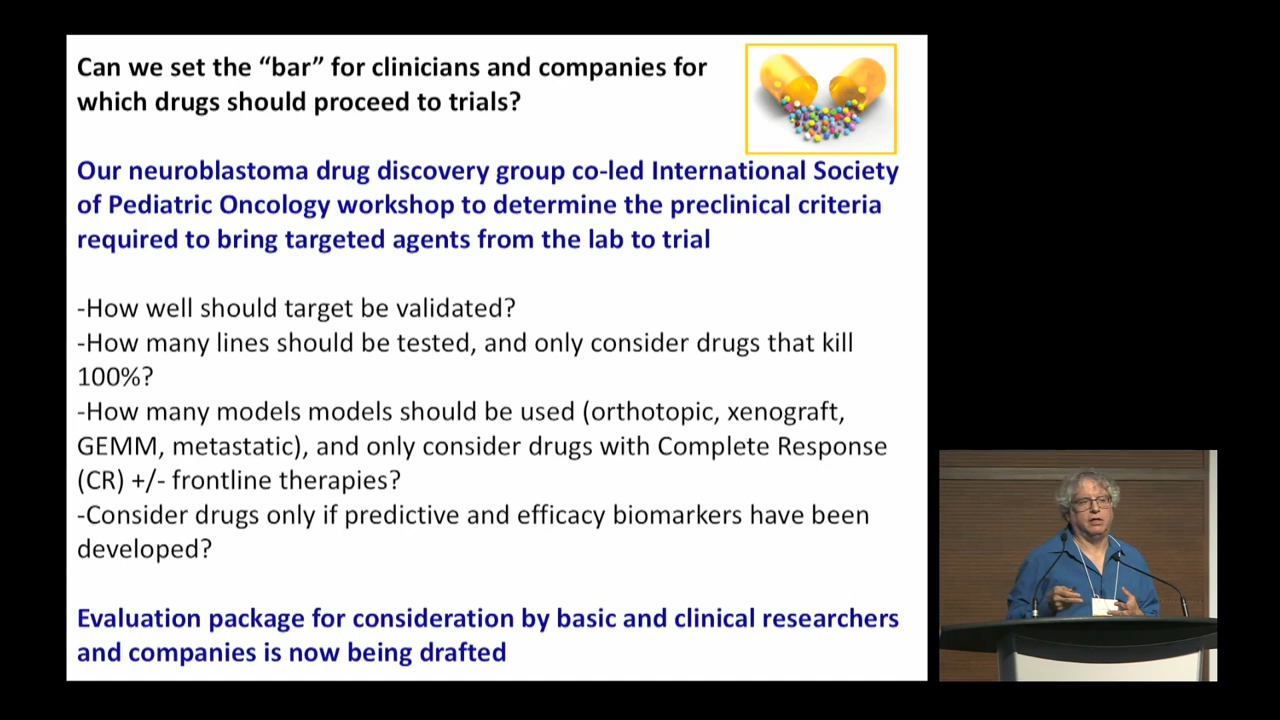 Can we set the “bar” for clinicians and companies for
which drugs should proceed to trials?
Our neuroblastoma drug discovery group co-led International Society
of Pediatric Oncology workshop to determine the preclinical criteria
required to bring targeted agents from the lab to trial
-How well should target be validated?
-How many lines should be tested, and only consider drugs that kill
100%?
-How many models models should be used (orthotopic, xenograft,
GEMM, metastatic), and only consider drugs with Complete Response
(CR) +/- frontline therapies?
-Consider drugs only if predictive and efficacy biomarkers have been
developed?
Evaluation package for consideration by basic and clinical researchers
and companies is now being drafted